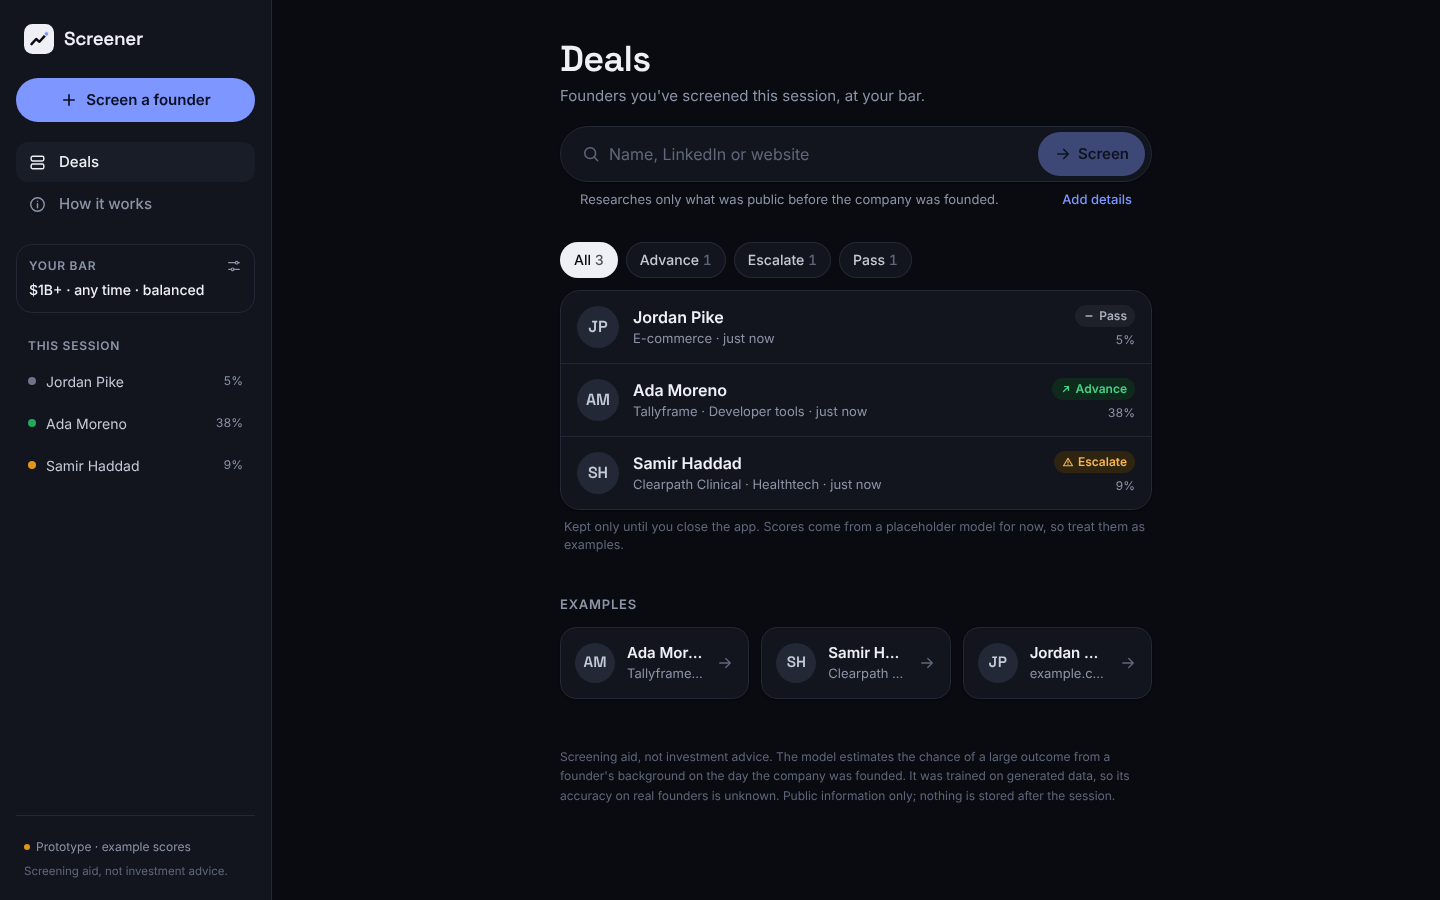 Screener
Screen a founder
Deals
How it works
YOUR BAR
$1B+ · any time · balanced
THIS SESSION
Jordan Pike 5%
Ada Moreno 38%
Samir Haddad 9%
Prototype · example scores
Screening aid, not investment advice.
Deals
Founders you've screened this session, at your bar.
Name, LinkedIn or website
Screen
Researches only what was public before the company was founded.
Add details
All 3
Advance 1
Escalate 1
Pass 1
JP
Jordan Pike
E-commerce · just now
Pass
5%
AM
Ada Moreno
Tallyframe · Developer tools · just now
Advance
38%
SH
Samir Haddad
Clearpath Clinical · Healthtech · just now
Escalate
9%
Kept only until you close the app. Scores come from a placeholder model for now, so treat them as
examples.
EXAMPLES
AM
Ada Mor...
Tallyframe...
SH
Samir H...
Clearpath ...
JP
Jordan ...
example.c...
Screening aid, not investment advice. The model estimates the chance of a large outcome from a
founder's background on the day the company was founded. It was trained on generated data, so its
accuracy on real founders is unknown. Public information only; nothing is stored after the session.